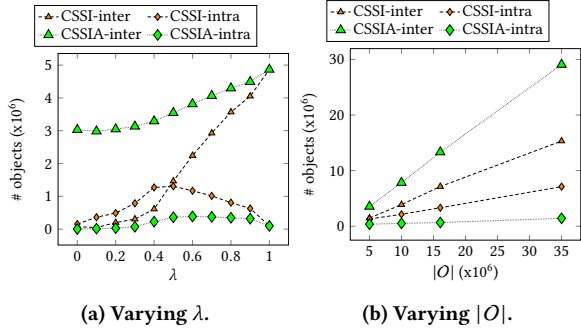 CSSI-inter CSSI-intra
CSSIA-inter CSSIA-intra
# objects (x10⁶)
5
4
3
2
1
0
0 0.2 0.4 0.6 0.8 1
λ
(a) Varying λ.
CSSI-inter CSSI-intra
CSSIA-inter CSSIA-intra
# objects (x10⁶)
30
20
10
0
5 10 15 20 25 30 35
|O| (x10⁶)
(b) Varying |O|.